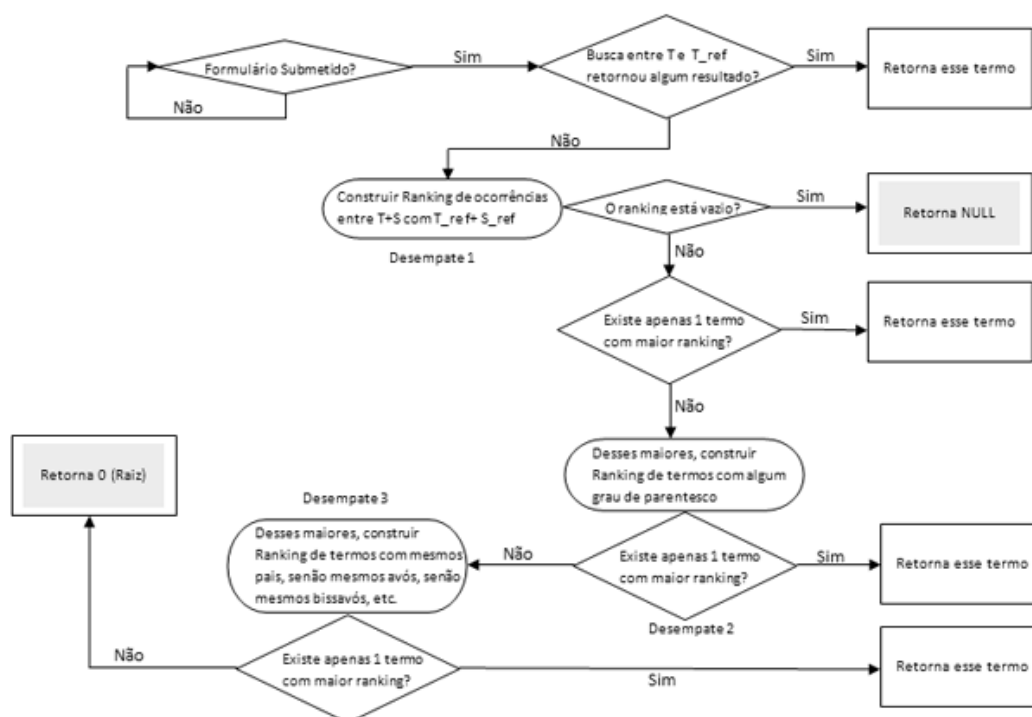 Formulário Submetido?
Sim
Não
Busca entre T e T_ref
retornou algum resultado?
Sim
Retorna esse termo
Não
Construir Ranking de ocorrências
entre T+S com T_ref+ S_ref
Desempate 1
O ranking está vazio?
Sim
Retorna NULL
Não
Existe apenas 1 termo
com maior ranking?
Sim
Retorna esse termo
Não
Desses maiores, construir
Ranking de termos com algum
grau de parentesco
Existe apenas 1 termo
com maior ranking?
Desempate 2
Sim
Retorna esse termo
Não
Desempate 3
Desses maiores, construir
Ranking de termos com mesmos
pais, senão mesmos avós, senão
mesmos bissavós, etc.
Existe apenas 1 termo
com maior ranking?
Sim
Retorna esse termo
Não
Retorna 0 (Raiz)